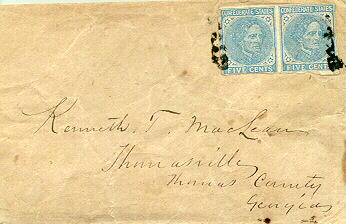 CONFEDERATE STATES CONFEDERATE STATES
FIVE CENTS FIVE CENTS
Kenneth T. MacLean
Thomasville
Thomas County
Georgia